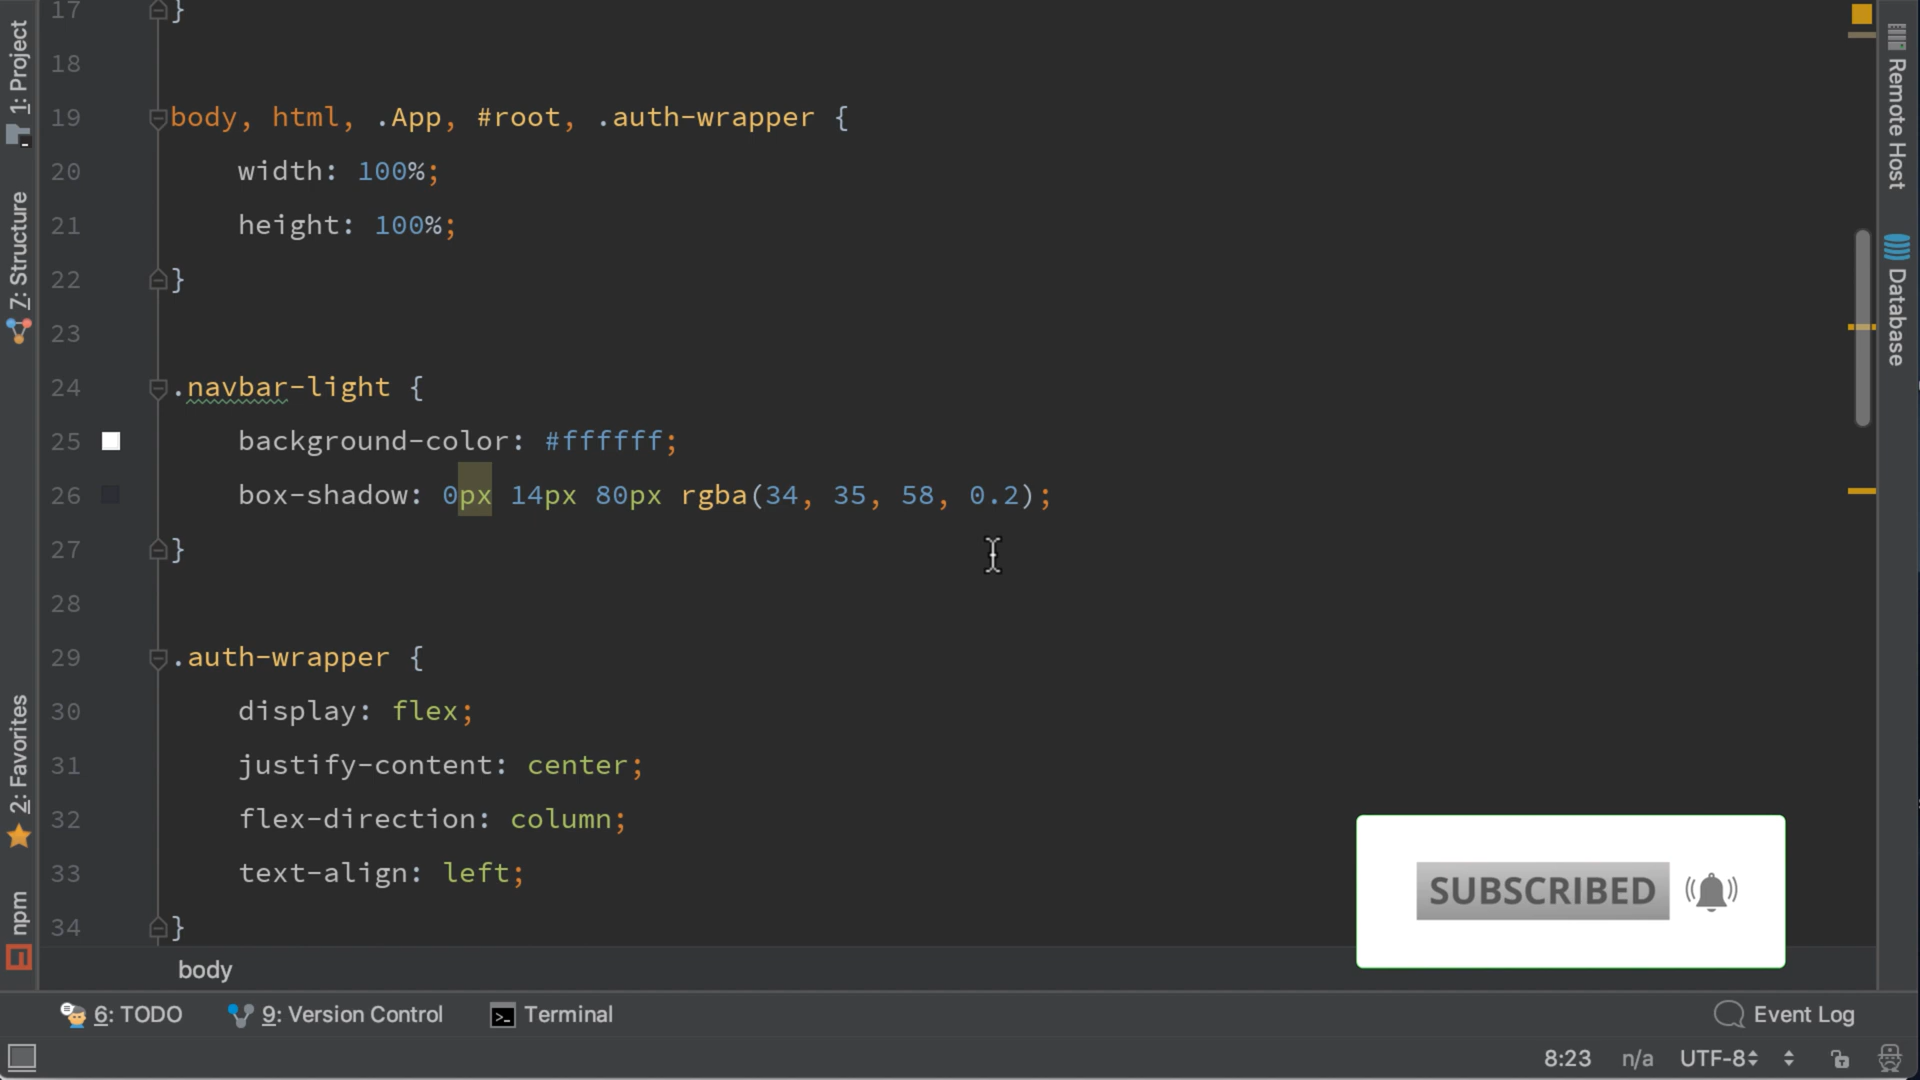 17 }
18
19 body, html, .App, #root, .auth-wrapper {
20 width: 100%;
21 height: 100%;
22 }
23
24 .navbar-light {
25 background-color: #ffffff;
26 box-shadow: 0px 14px 80px rgba(34, 35, 58, 0.2);
27 }
28
29 .auth-wrapper {
30 display: flex;
31 justify-content: center;
32 flex-direction: column;
33 text-align: left;
34 }
body
1: Project
7: Structure
2: Favorites
npm
Remote Host
Database
SUBSCRIBED
6: TODO 9: Version Control Terminal Event Log
8:23 n/a UTF-8